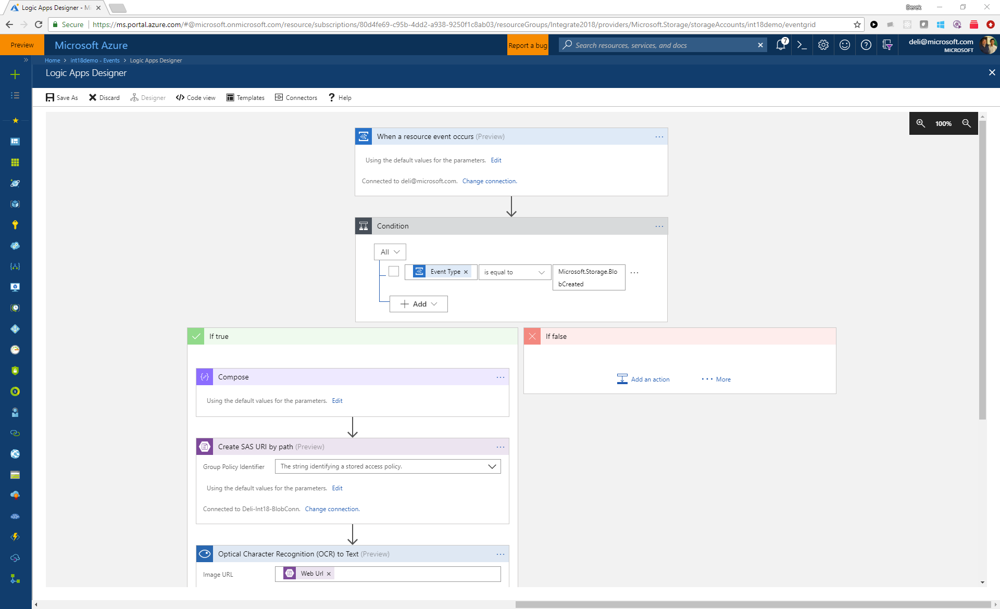 Logic Apps Designer - Mi
Derek
Secure
https://ms.portal.azure.com/#@microsoft.onmicrosoft.com/resource/subscriptions/80d4fe69-c95b-4dd2-a938-9250f1c8ab03/resourceGroups/Integrate2018/providers/Microsoft.Storage/storageAccounts/int18demo/eventgrid
Preview
Microsoft Azure
Report a bug
Search resources, services, and docs
7
deli@microsoft.com
MICROSOFT
Home > int18demo - Events > Logic Apps Designer
Logic Apps Designer
Save As
Discard
Designer
Code view
Templates
Connectors
Help
100%
When a resource event occurs (Preview)
Using the default values for the parameters. Edit
Connected to deli@microsoft.com. Change connection.
Condition
All
Event Type
is equal to
Microsoft.Storage.Blo
bCreated
Add
If true
If false
Add an action
More
Compose
Using the default values for the parameters. Edit
Create SAS URI by path (Preview)
Group Policy Identifier
The string identifying a stored access policy.
Using the default values for the parameters. Edit
Connected to Deli-Int18-BlobConn. Change connection.
Optical Character Recognition (OCR) to Text (Preview)
Image URL
Web Url